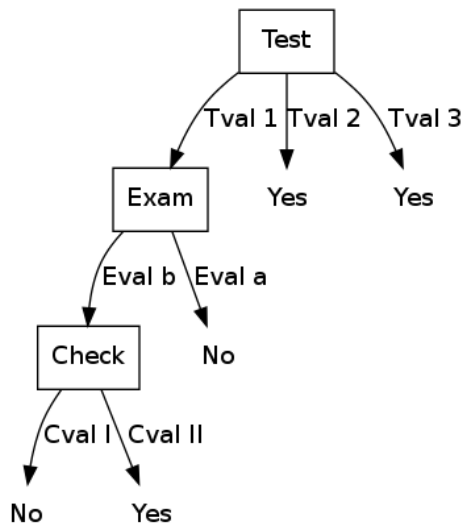 Test
Tval 1 Tval 2 Tval 3
Exam Yes Yes
Eval b Eval a
Check No
Cval I Cval II
No Yes